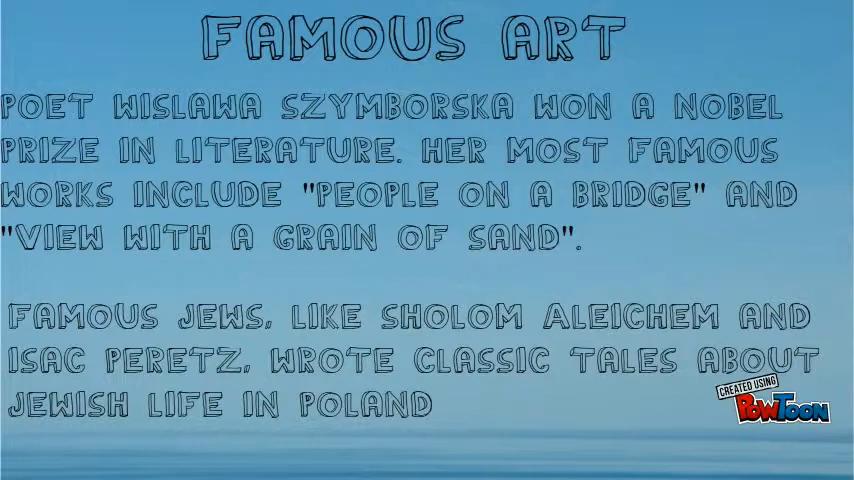 FAMOUS ART
POET WISLAWA SZYMBORSKA WON A NOBEL
PRIZE IN LITERATURE. HER MOST FAMOUS
WORKS INCLUDE "PEOPLE ON A BRIDGE" AND
"VIEW WITH A GRAIN OF SAND".
FAMOUS JEWS, LIKE SHOLOM ALEICHEM AND
ISAC PERETZ, WROTE CLASSIC TALES ABOUT
JEWISH LIFE IN POLAND
CREATED USING
POWTOON